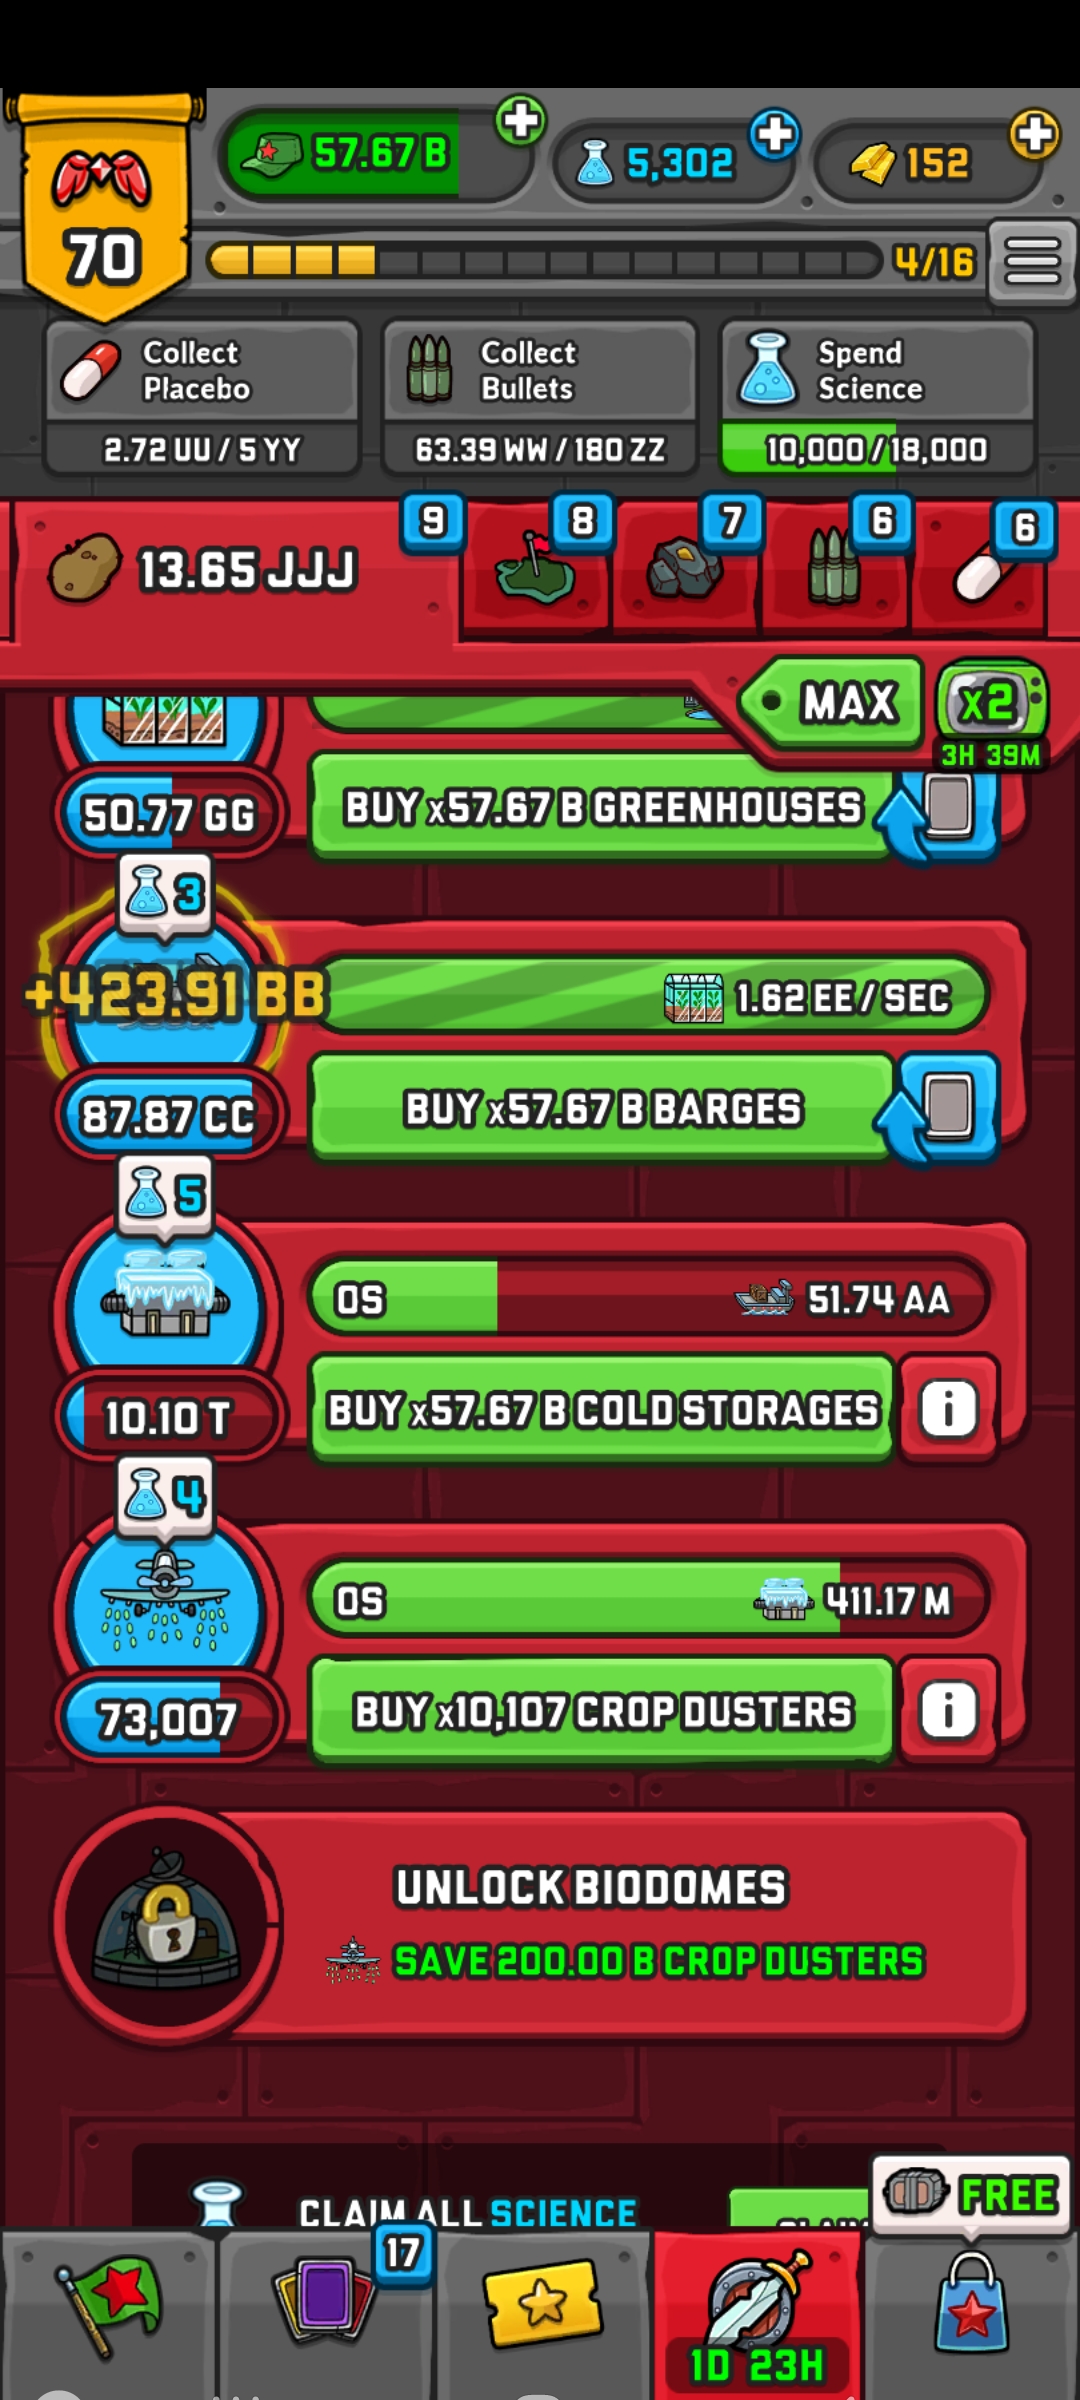 57.67 B
5,302
152
70
4/16
Collect
Placebo
2.72 UU / 5 YY
Collect
Bullets
63.39 WW / 180 ZZ
Spend
Science
10,000 / 18,000
13.65 JJJ
9
8
7
6
6
MAX
x2
3H 39M
50.77 GG
BUY x57.67 B GREENHOUSES
3
+423.91 BB
1.62 EE / SEC
87.87 CC
BUY x57.67 B BARGES
5
0S
51.74 AA
10.10 T
BUY x57.67 B COLD STORAGES
i
4
0S
411.17 M
73,007
BUY x10,107 CROP DUSTERS
i
UNLOCK BIODOMES
SAVE 200.00 B CROP DUSTERS
CLAIM ALL SCIENCE
FREE
17
1D 23H